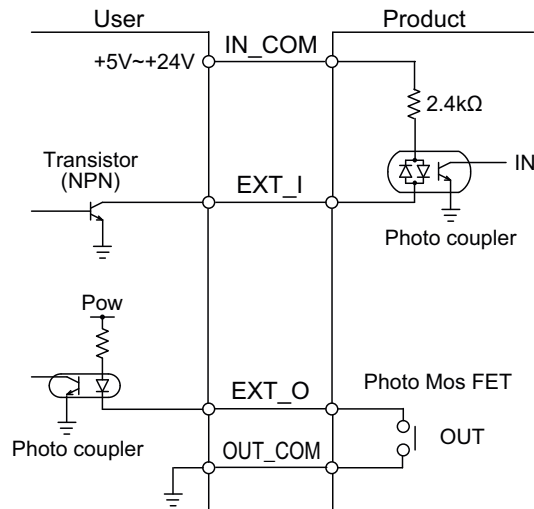 User
Product
IN_COM
+5V~+24V
2.4kΩ
Transistor
(NPN)
IN
EXT_I
Photo coupler
Pow
Photo Mos FET
EXT_O
OUT
Photo coupler
OUT_COM